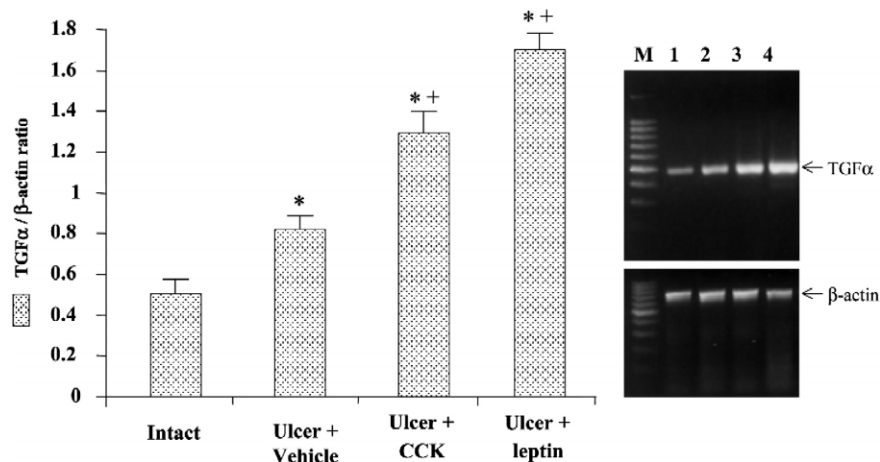 TGFα / β-actin ratio
1.8
1.6
1.4
1.2
1
0.8
0.6
0.4
0.2
0
*
* +
* +
Intact
Ulcer +
Vehicle
Ulcer +
CCK
Ulcer +
leptin
M 1 2 3 4
TGFα
β-actin